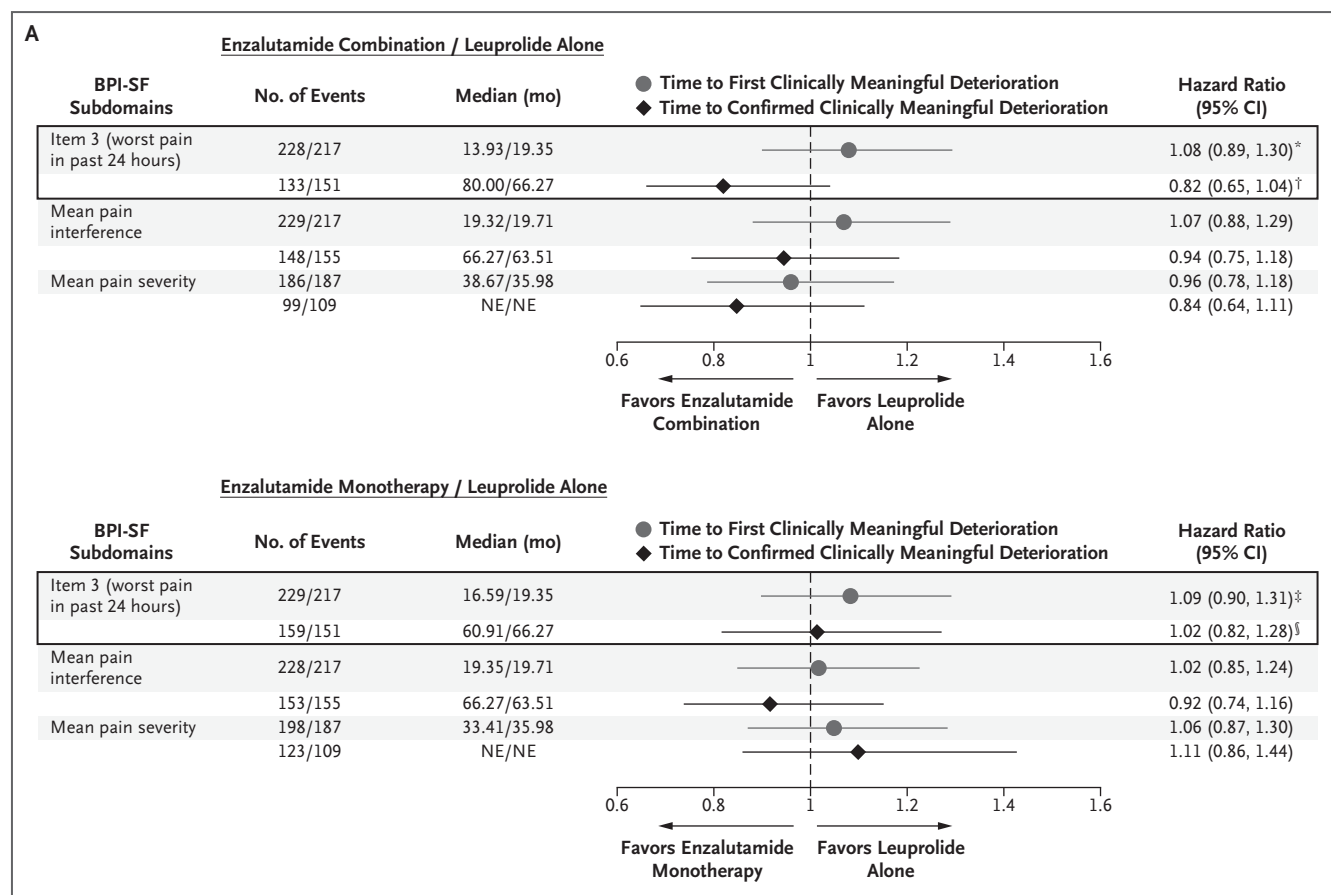 A
Enzalutamide Combination / Leuprolide Alone
BPI-SF Subdomains No. of Events Median (mo) Time to First Clinically Meaningful Deterioration Hazard Ratio (95% CI)
Time to Confirmed Clinically Meaningful Deterioration
Item 3 (worst pain in past 24 hours) 228/217 13.93/19.35 1.08 (0.89, 1.30)*
133/151 80.00/66.27 0.82 (0.65, 1.04)†
Mean pain interference 229/217 19.32/19.71 1.07 (0.88, 1.29)
148/155 66.27/63.51 0.94 (0.75, 1.18)
Mean pain severity 186/187 38.67/35.98 0.96 (0.78, 1.18)
99/109 NE/NE 0.84 (0.64, 1.11)
0.6 0.8 1 1.2 1.4 1.6
Favors Enzalutamide Combination Favors Leuprolide Alone
Enzalutamide Monotherapy / Leuprolide Alone
BPI-SF Subdomains No. of Events Median (mo) Time to First Clinically Meaningful Deterioration Hazard Ratio (95% CI)
Time to Confirmed Clinically Meaningful Deterioration
Item 3 (worst pain in past 24 hours) 229/217 16.59/19.35 1.09 (0.90, 1.31)‡
159/151 60.91/66.27 1.02 (0.82, 1.28)§
Mean pain interference 228/217 19.35/19.71 1.02 (0.85, 1.24)
153/155 66.27/63.51 0.92 (0.74, 1.16)
Mean pain severity 198/187 33.41/35.98 1.06 (0.87, 1.30)
123/109 NE/NE 1.11 (0.86, 1.44)
0.6 0.8 1 1.2 1.4 1.6
Favors Enzalutamide Monotherapy Favors Leuprolide Alone